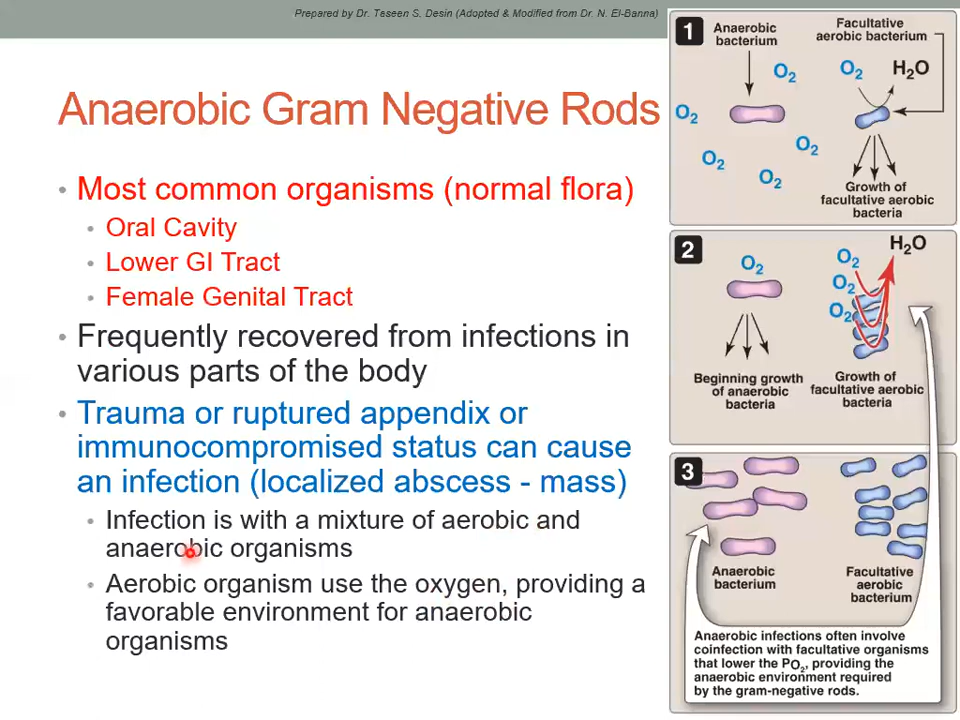 Prepared by Dr. Taseen S. Desin (Adopted & Modified from Dr. N. El-Banna)
Anaerobic Gram Negative Rods
• Most common organisms (normal flora)
• Oral Cavity
• Lower GI Tract
• Female Genital Tract
• Frequently recovered from infections in
various parts of the body
• Trauma or ruptured appendix or
immunocompromised status can cause
an infection (localized abscess - mass)
• Infection is with a mixture of aerobic and
anaerobic organisms
• Aerobic organism use the oxygen, providing a
favorable environment for anaerobic
organisms
1
Anaerobic
bacterium
Facultative
aerobic bacterium
O₂
O₂
H₂O
O₂
O₂
O₂
O₂
Growth of
facultative aerobic
bacteria
2
O₂
O₂
H₂O
O₂
O₂
Beginning growth
of anaerobic
bacteria
Growth of
facultative aerobic
bacteria
3
Anaerobic
bacterium
Facultative
aerobic
bacterium
Anaerobic infections often involve
coinfection with facultative organisms
that lower the PO₂, providing the
anaerobic environment required
by the gram-negative rods.